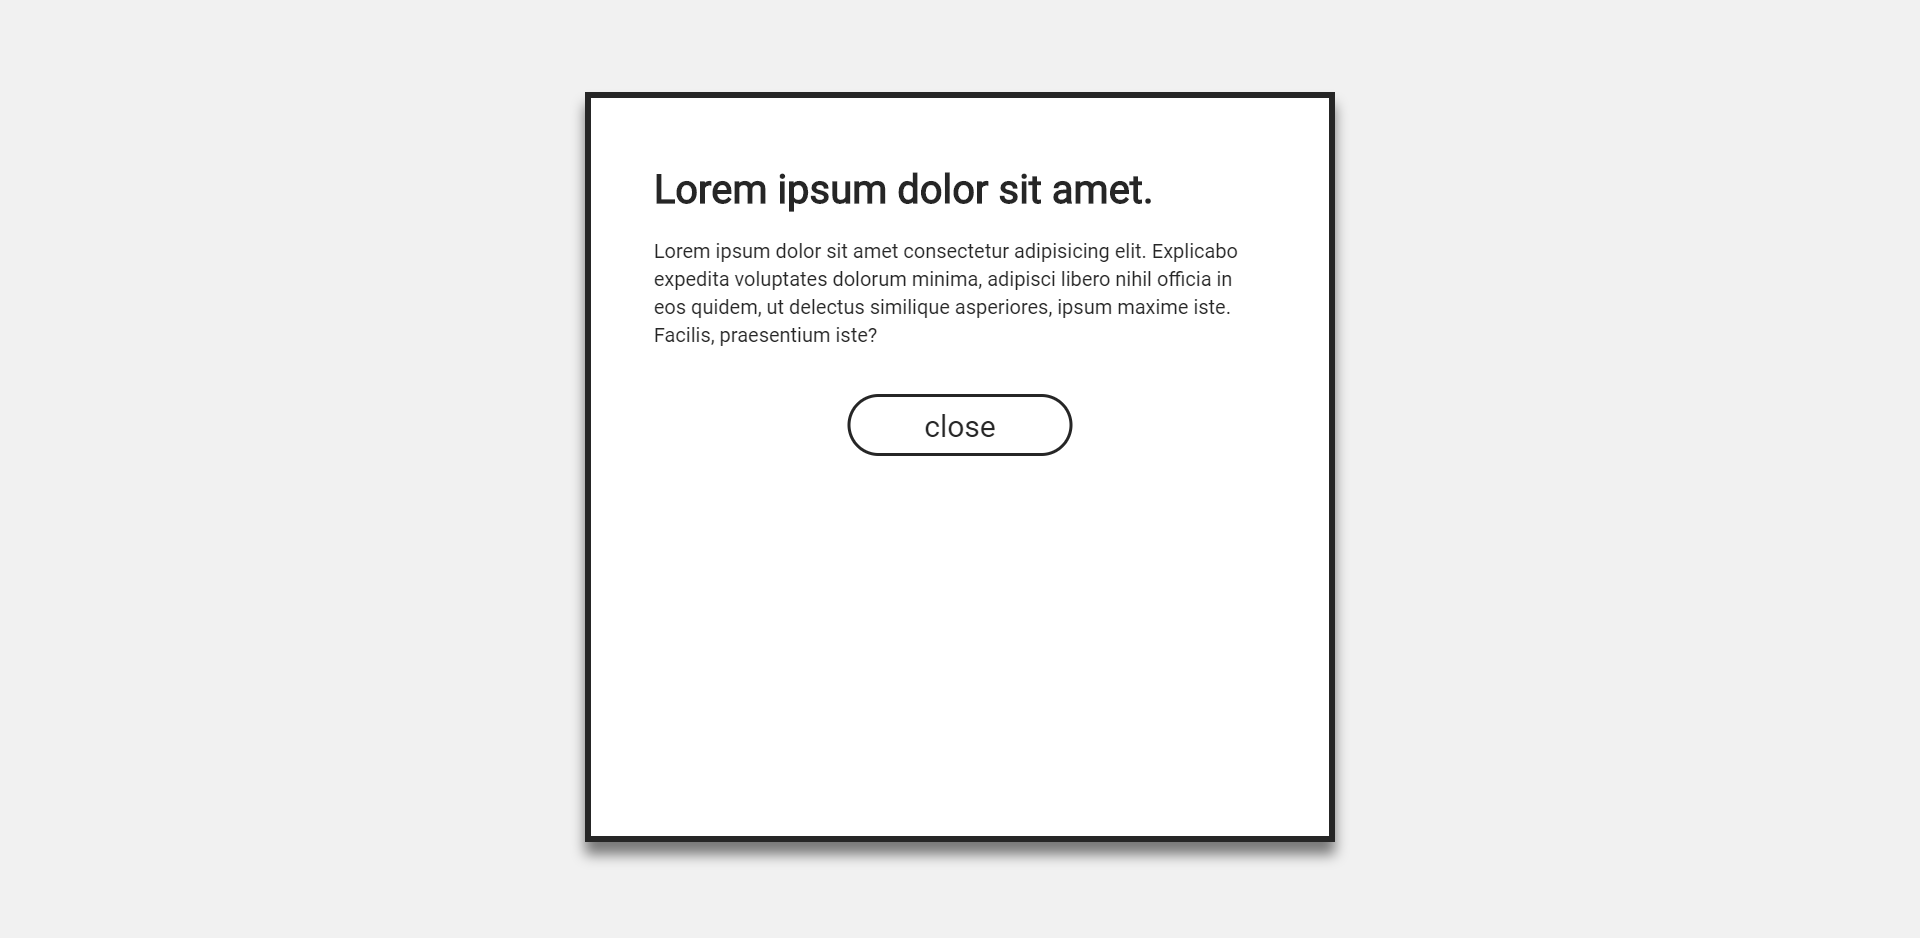 Lorem ipsum dolor sit amet.
Lorem ipsum dolor sit amet consectetur adipisicing elit. Explicabo
expedita voluptates dolorum minima, adipisci libero nihil officia in
eos quidem, ut delectus similique asperiores, ipsum maxime iste.
Facilis, praesentium iste?
close